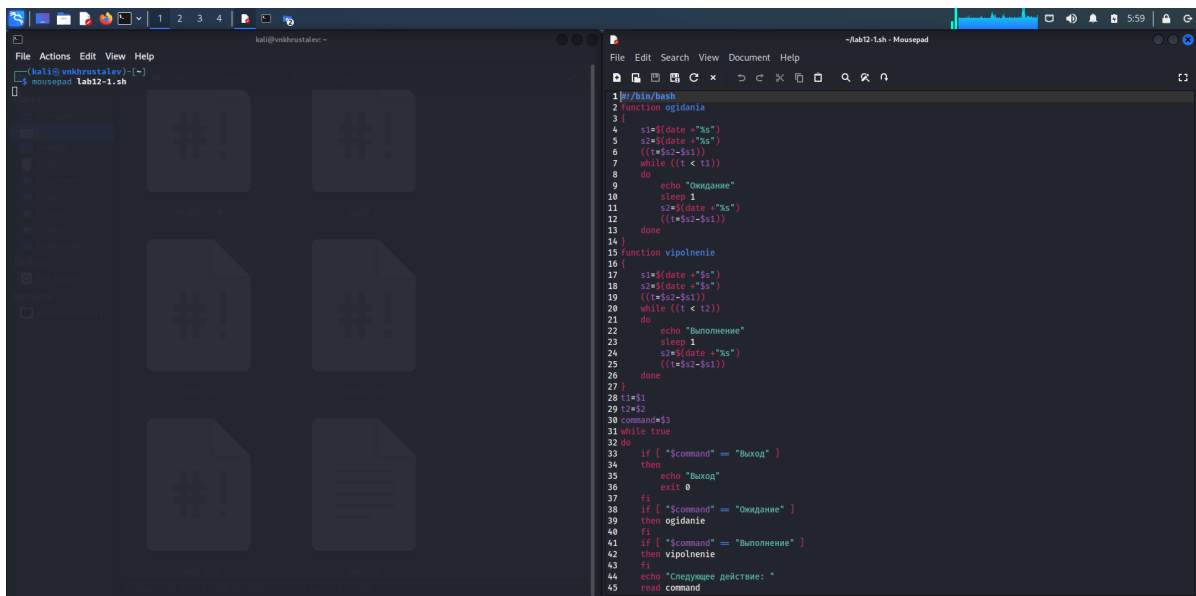 1 2 3 4
5:59
kali@vnkhrustalev: ~
File Actions Edit View Help
(kali㉿vnkhrustalev)-[~]
$ mousepad lab12-1.sh
~/lab12-1.sh - Mousepad
File Edit Search View Document Help
1 #!/bin/bash
2 function ogidania
3 {
4 s1=$(date +"%s")
5 s2=$(date +"%s")
6 ((t=$s2-$s1))
7 while ((t < t1))
8 do
9 echo "Ожидание"
10 sleep 1
11 s2=$(date +"%s")
12 ((t=$s2-$s1))
13 done
14 }
15 function vipolnenie
16 {
17 s1=$(date +"$s")
18 s2=$(date +"$s")
19 ((t=$s2-$s1))
20 while ((t < t2))
21 do
22 echo "Выполнение"
23 sleep 1
24 s2=$(date +"%s")
25 ((t=$s2-$s1))
26 done
27 }
28 t1=$1
29 t2=$2
30 command=$3
31 while true
32 do
33 if [ "$command" == "Выход" ]
34 then
35 echo "Выход"
36 exit 0
37 fi
38 if [ "$command" == "Ожидание" ]
39 then ogidanie
40 fi
41 if [ "$command" == "Выполнение" ]
42 then vipolnenie
43 fi
44 echo "Следующее действие: "
45 read command